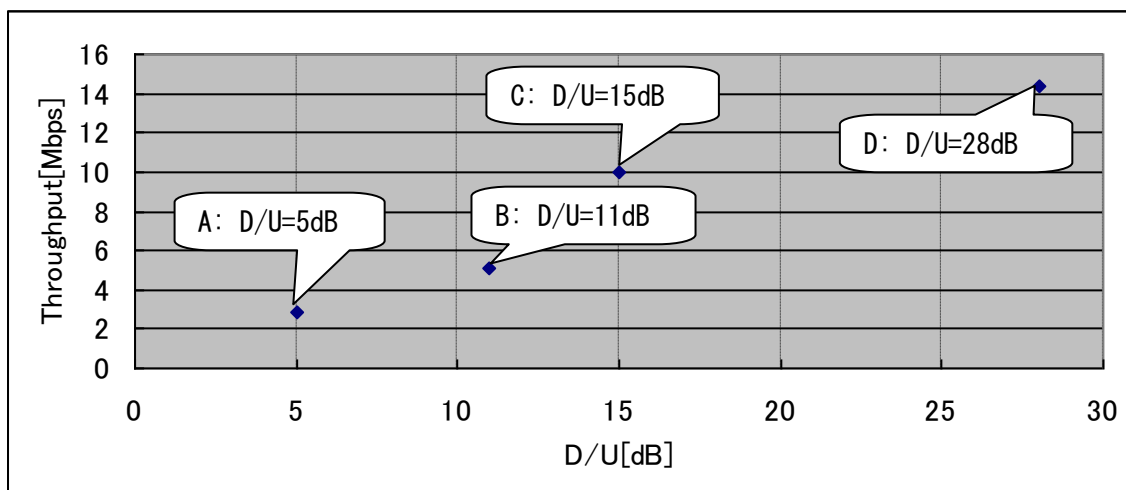 Throughput[Mbps]
16
14
12
10
8
6
4
2
0
A: D/U=5dB
B: D/U=11dB
C: D/U=15dB
D: D/U=28dB
0 5 10 15 20 25 30
D/U[dB]